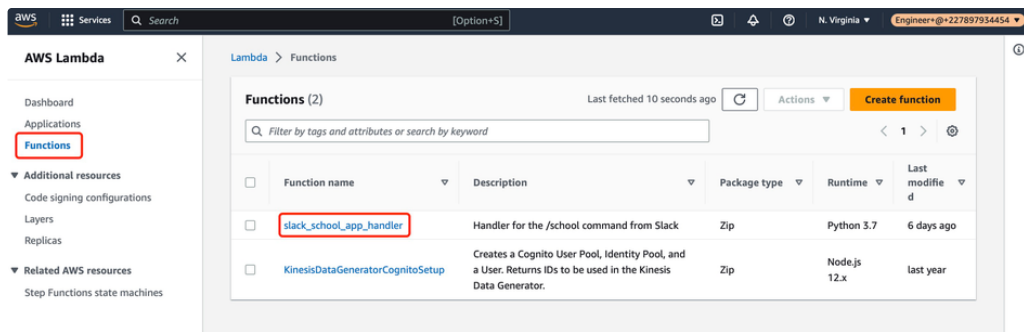 aws
Services
Search
[Option+S]
N. Virginia
Engineer+@+227897934454
AWS Lambda
Dashboard
Applications
Functions
Additional resources
Code signing configurations
Layers
Replicas
Related AWS resources
Step Functions state machines
Lambda > Functions
Functions (2)
Last fetched 10 seconds ago
Actions
Create function
Filter by tags and attributes or search by keyword
< 1 >
Function name
Description
Package type
Runtime
Last
modifie
d
slack_school_app_handler
Handler for the /school command from Slack
Zip
Python 3.7
6 days ago
KinesisDataGeneratorCognitoSetup
Creates a Cognito User Pool, Identity Pool, and
a User. Returns IDs to be used in the Kinesis
Data Generator.
Zip
Node.js
12.x
last year